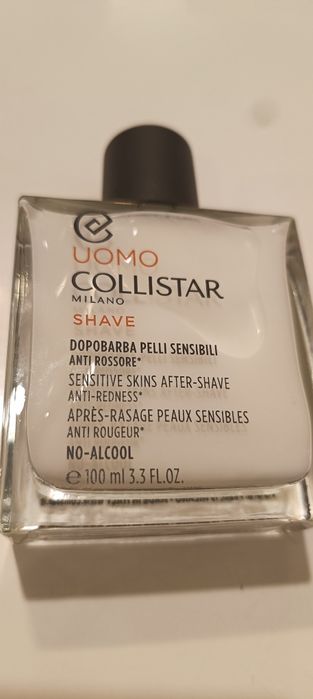 UOMO
COLLISTAR
MILANO
SHAVE
DOPOBARBA PELLI SENSIBILI
ANTI ROSSORE*
SENSITIVE SKINS AFTER-SHAVE
ANTI-REDNESS*
APRÈS-RASAGE PEAUX SENSIBLES
ANTI ROUGEUR*
NO-ALCOOL
℮ 100 ml 3.3 FL.OZ.